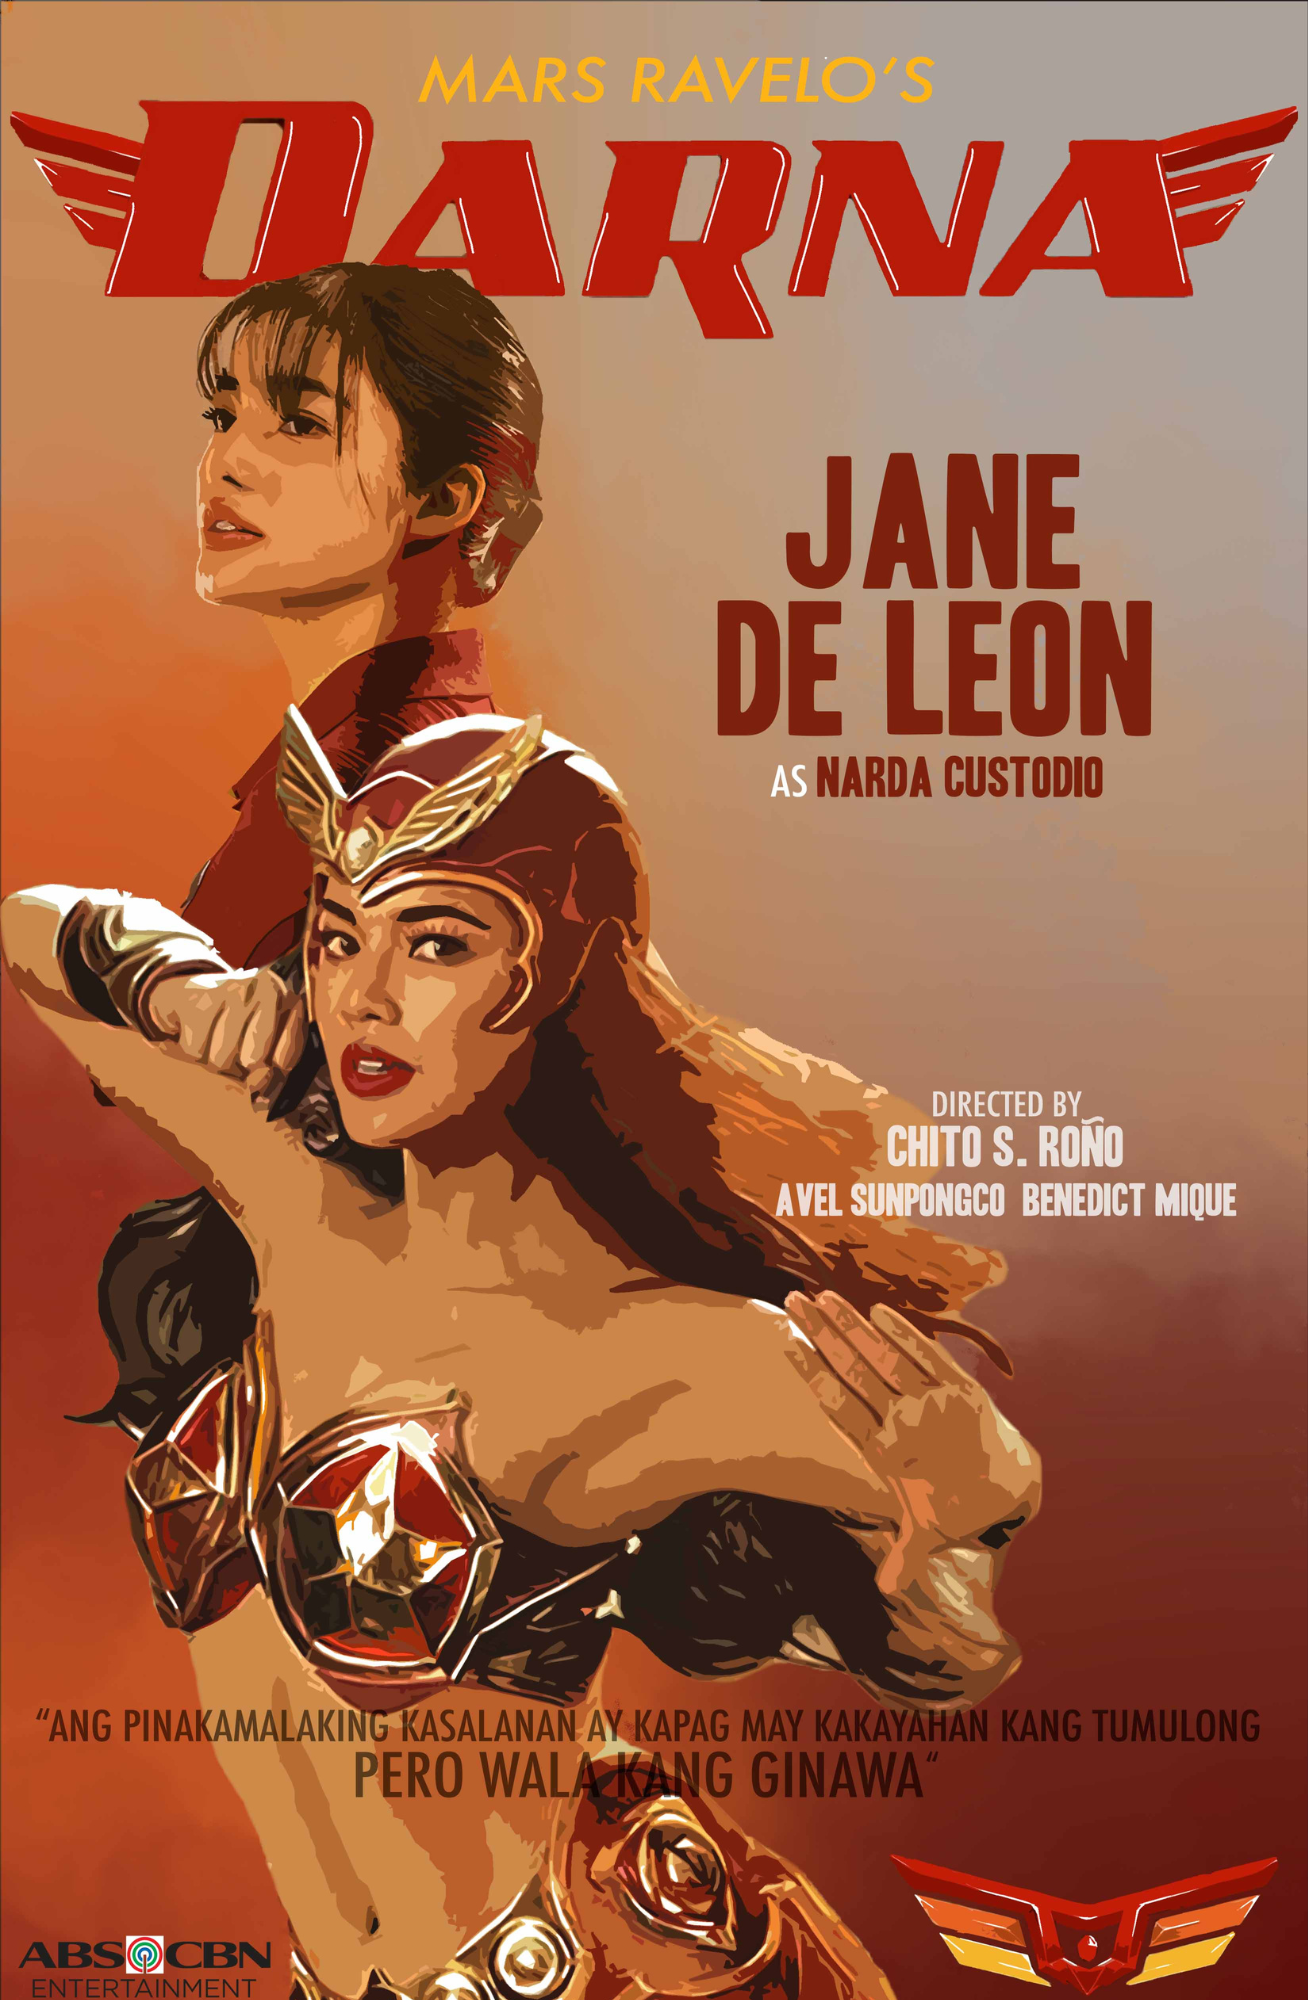 MARS RAVELO'S
DARNA
JANE
DE LEON
AS NARDA CUSTODIO
DIRECTED BY
CHITO S. ROÑO
AVEL SUNPONGCO BENEDICT MIQUE
“ANG PINAKAMALAKING KASALANAN AY KAPAG MAY KAKAYAHAN KANG TUMULONG
PERO WALA KANG GINAWA“
ABS CBN
ENTERTAINMENT